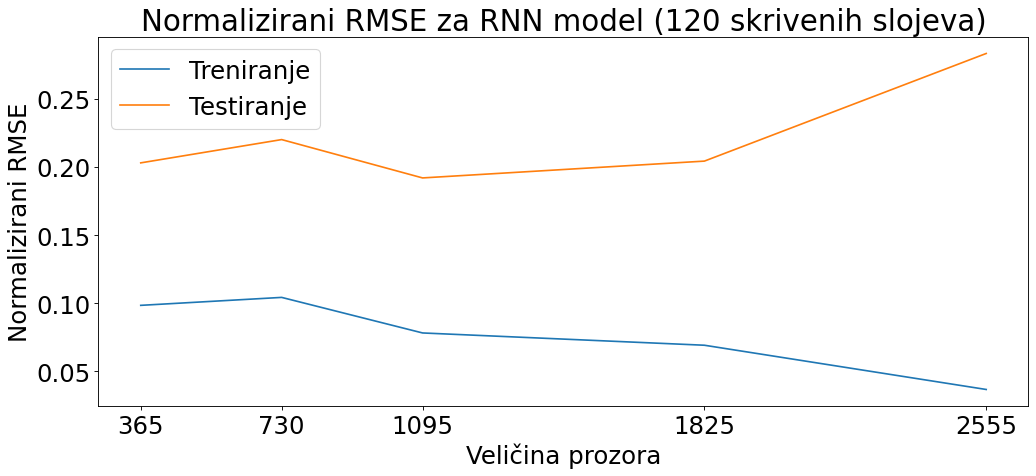 Normalizirani RMSE za RNN model (120 skrivenih slojeva)
Treniranje
Testiranje
Normalizirani RMSE
0.25
0.20
0.15
0.10
0.05
365 730 1095 1825 2555
Veličina prozora